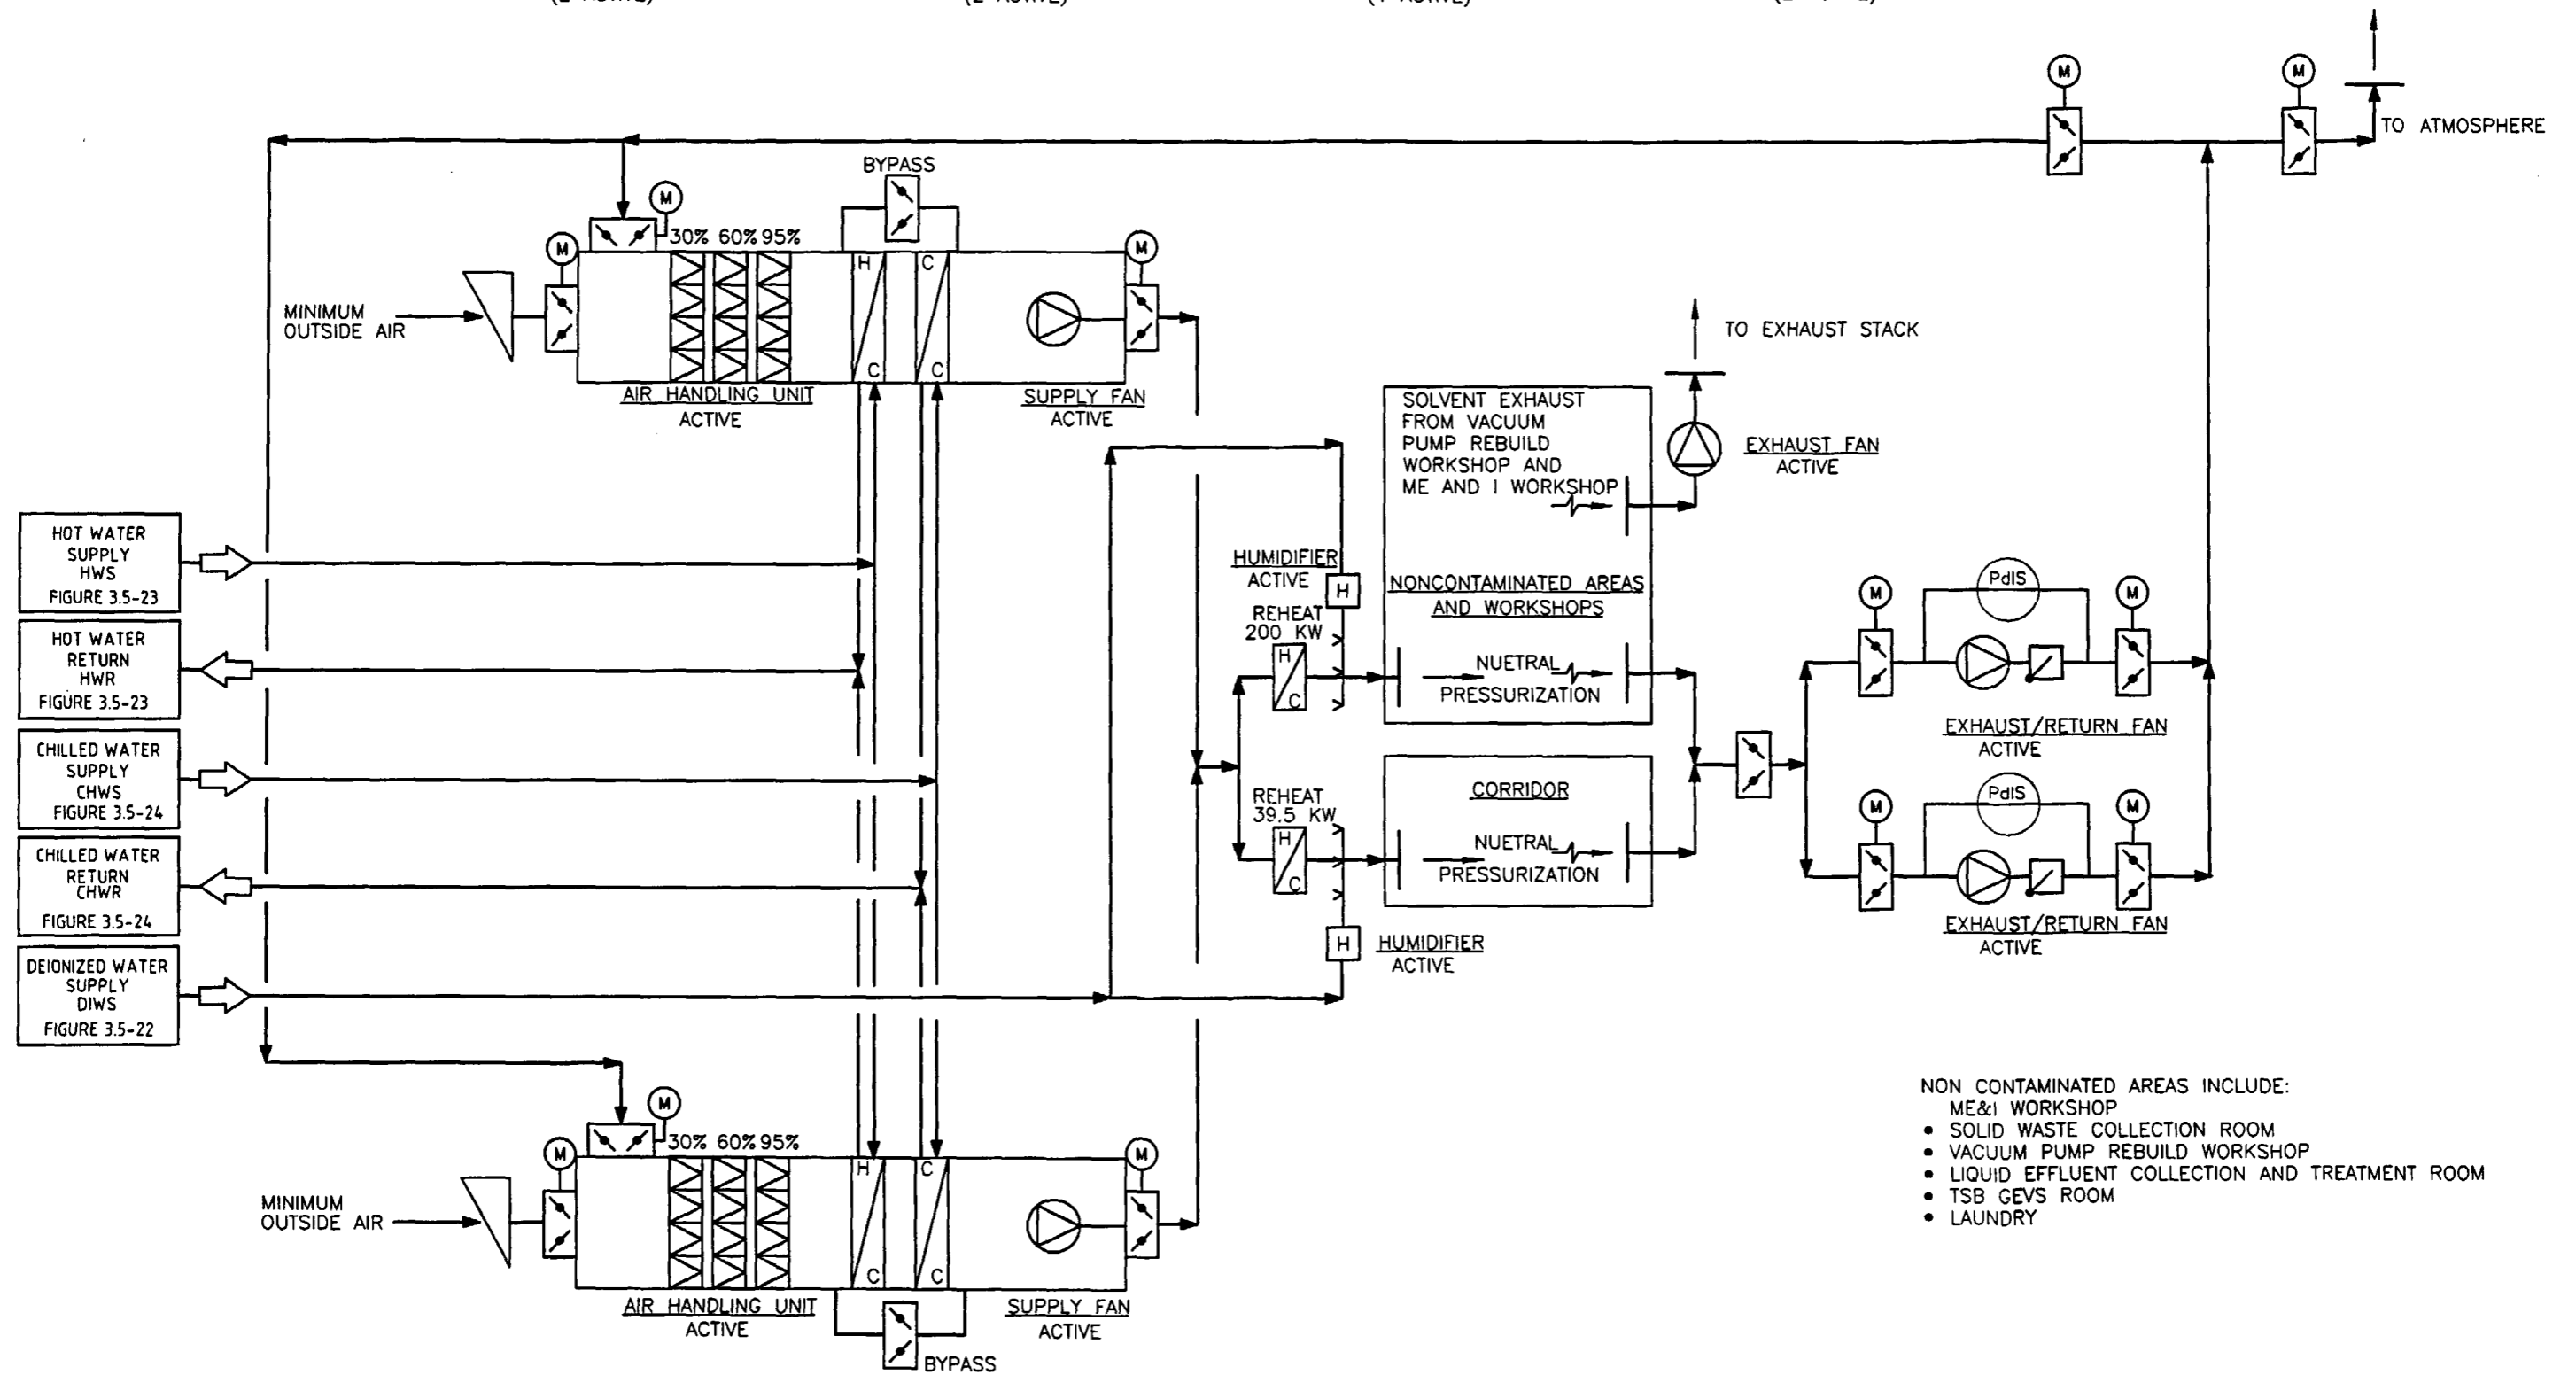 M
M
TO ATMOSPHERE
BYPASS
M
30% 60% 95%
M
H
C
M
MINIMUM
OUTSIDE AIR
C
C
AIR HANDLING UNIT
ACTIVE
SUPPLY FAN
ACTIVE
TO EXHAUST STACK
SOLVENT EXHAUST
FROM VACUUM
PUMP REBUILD
WORKSHOP AND
ME AND I WORKSHOP
EXHAUST FAN
ACTIVE
HOT WATER
SUPPLY
HWS
FIGURE 3.5-23
HOT WATER
RETURN
HWR
FIGURE 3.5-23
CHILLED WATER
SUPPLY
CHWS
FIGURE 3.5-24
CHILLED WATER
RETURN
CHWR
FIGURE 3.5-24
DEIONIZED WATER
SUPPLY
DIWS
FIGURE 3.5-22
HUMIDIFIER
ACTIVE
H
REHEAT
200 KW
H
C
NONCONTAMINATED AREAS
AND WORKSHOPS
NUETRAL
PRESSURIZATION
REHEAT
39.5 KW
H
C
CORRIDOR
NUETRAL
PRESSURIZATION
H
HUMIDIFIER
ACTIVE
M
PdIS
M
EXHAUST/RETURN FAN
ACTIVE
M
PdIS
M
EXHAUST/RETURN FAN
ACTIVE
M
30% 60% 95%
M
H
C
M
MINIMUM
OUTSIDE AIR
C
C
AIR HANDLING UNIT
ACTIVE
SUPPLY FAN
ACTIVE
BYPASS
NON CONTAMINATED AREAS INCLUDE:
ME&I WORKSHOP
• SOLID WASTE COLLECTION ROOM
• VACUUM PUMP REBUILD WORKSHOP
• LIQUID EFFLUENT COLLECTION AND TREATMENT ROOM
• TSB GEVS ROOM
• LAUNDRY